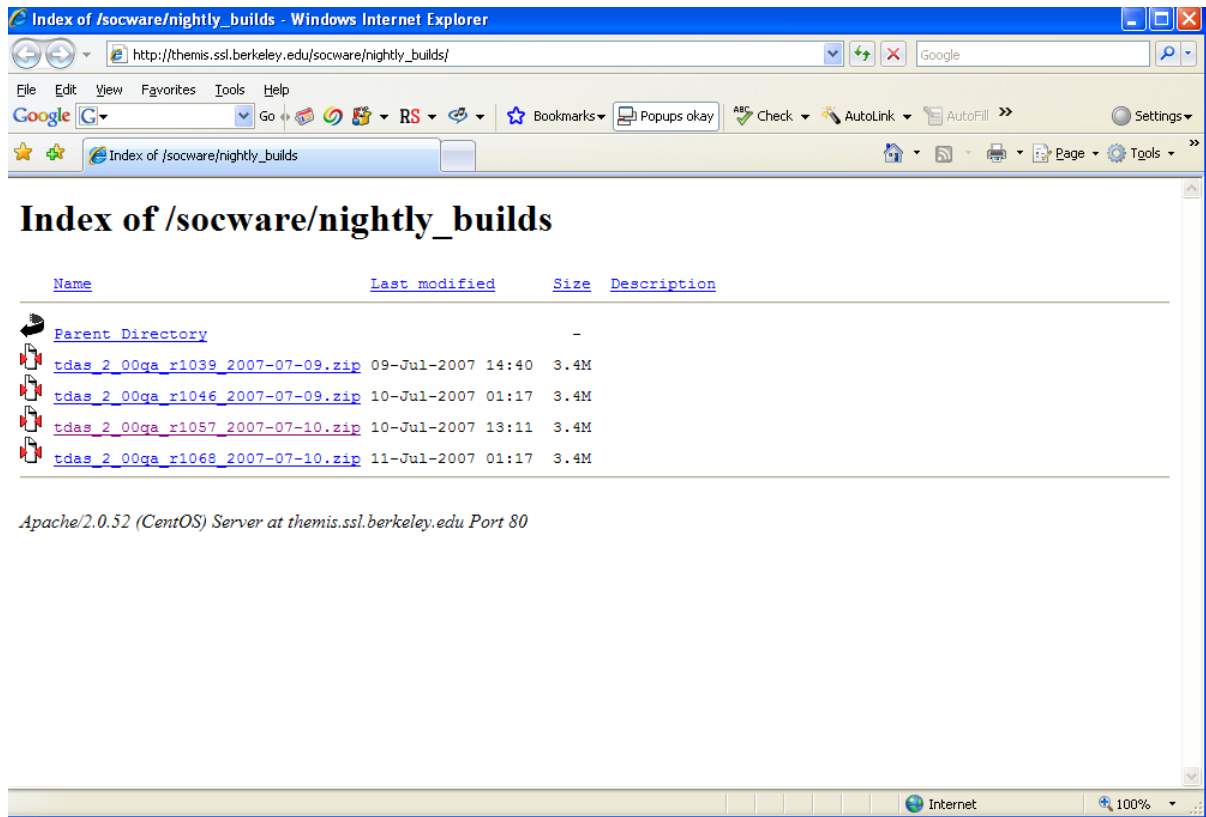 Index of /socware/nightly_builds - Windows Internet Explorer
http://themis.ssl.berkeley.edu/socware/nightly_builds/ Google
File Edit View Favorites Tools Help
Google G Go RS Bookmarks Popups okay ABC Check AutoLink AutoFill >> Settings
Index of /socware/nightly_builds Page Tools >>
Index of /socware/nightly_builds
Name Last modified Size Description
Parent Directory -
tdas_2_00qa_r1039_2007-07-09.zip 09-Jul-2007 14:40 3.4M
tdas_2_00qa_r1046_2007-07-09.zip 10-Jul-2007 01:17 3.4M
tdas_2_00qa_r1057_2007-07-10.zip 10-Jul-2007 13:11 3.4M
tdas_2_00qa_r1068_2007-07-10.zip 11-Jul-2007 01:17 3.4M
Apache/2.0.52 (CentOS) Server at themis.ssl.berkeley.edu Port 80
Internet 100%